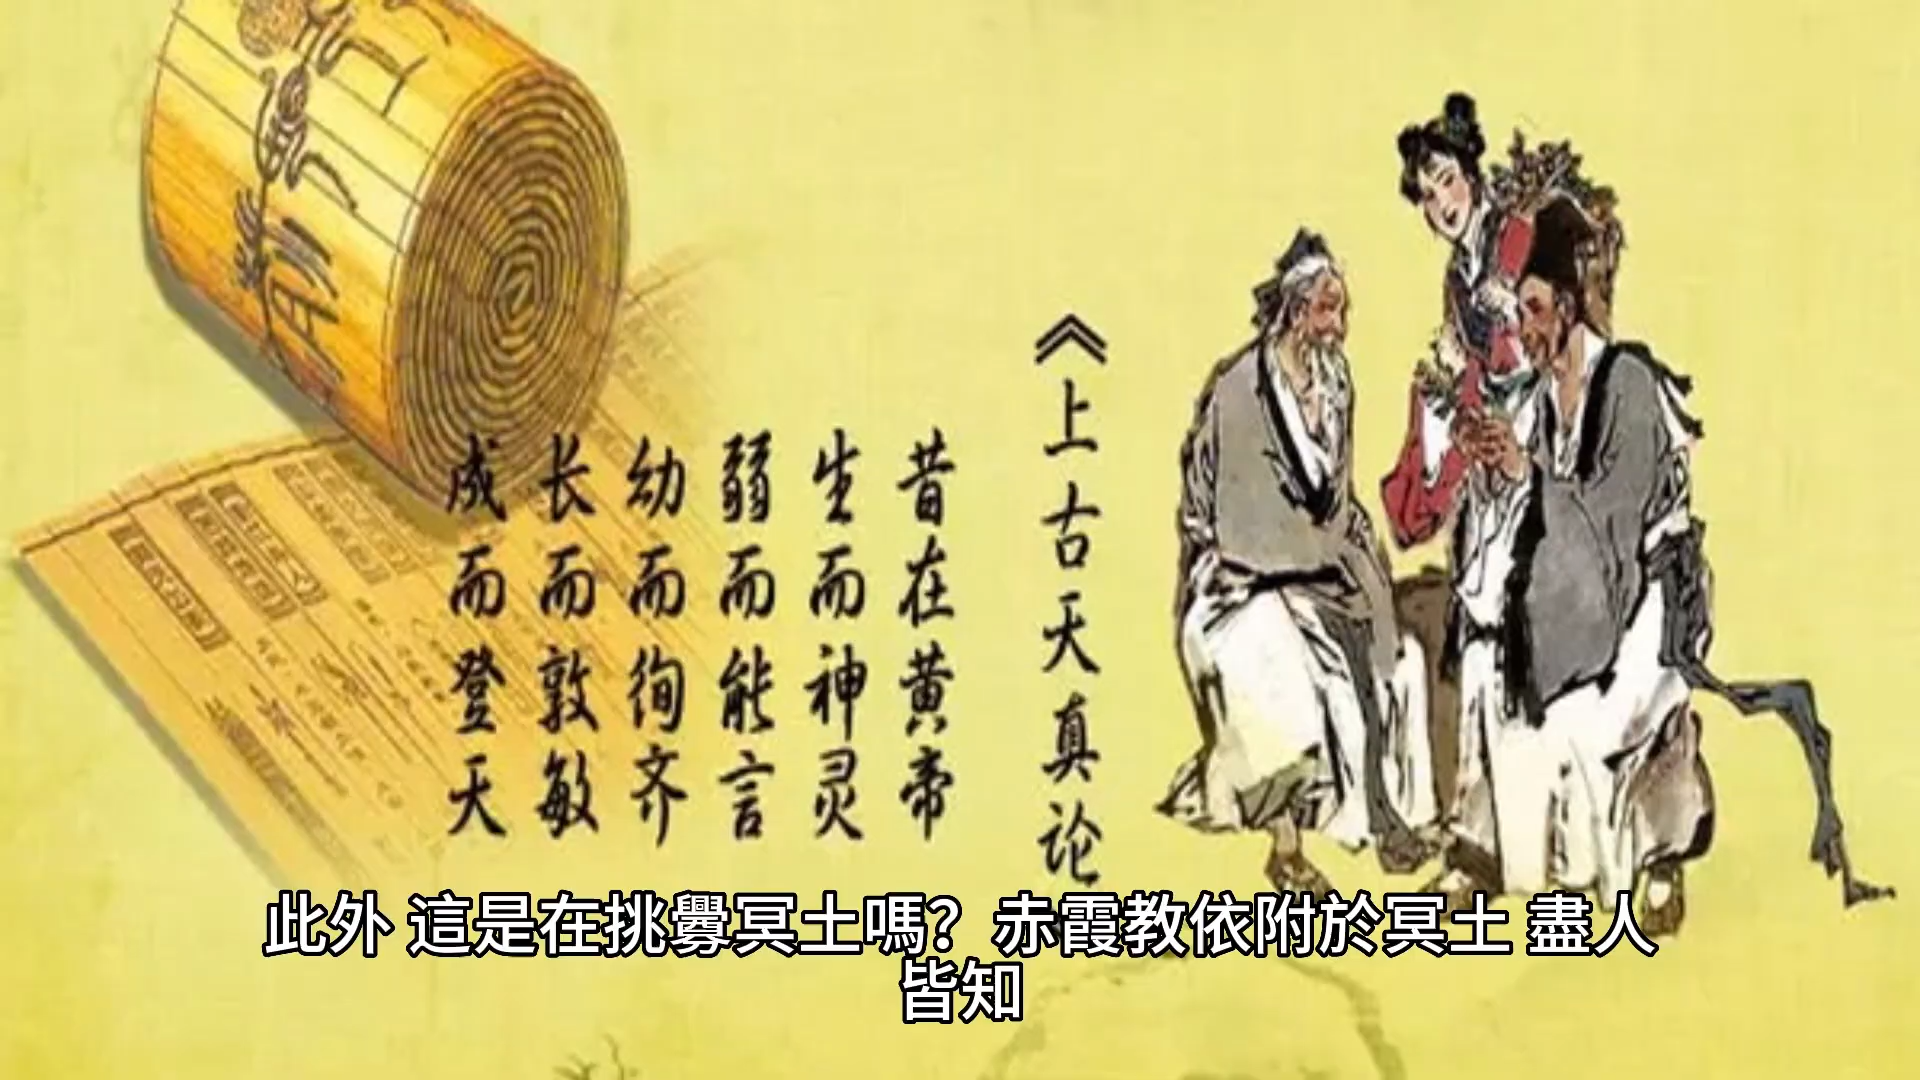 《上古天真论
昔在黄帝
生而神灵
弱而能言
幼而徇齐
长而敦敏
成而登天
此外 這是在挑釁冥土嗎？赤霞教依附於冥土 盡人
皆知